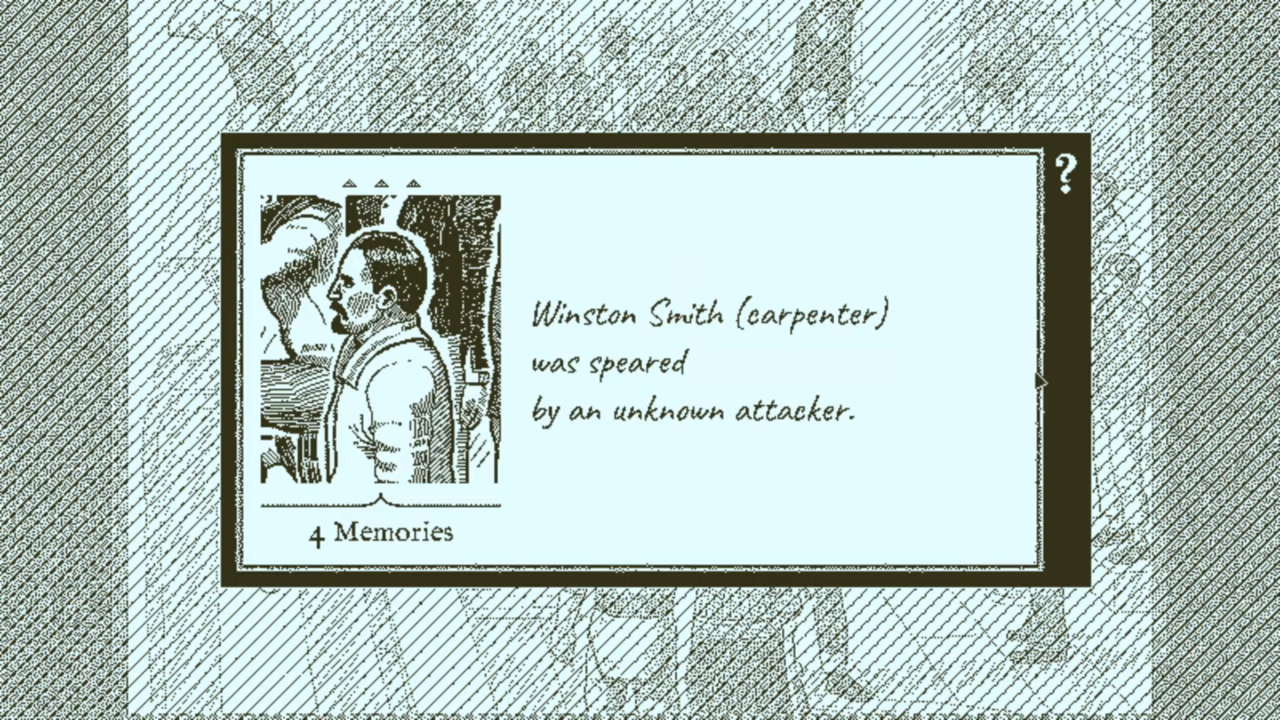 ?
Winston Smith (carpenter)
was speared
by an unknown attacker.
4 Memories